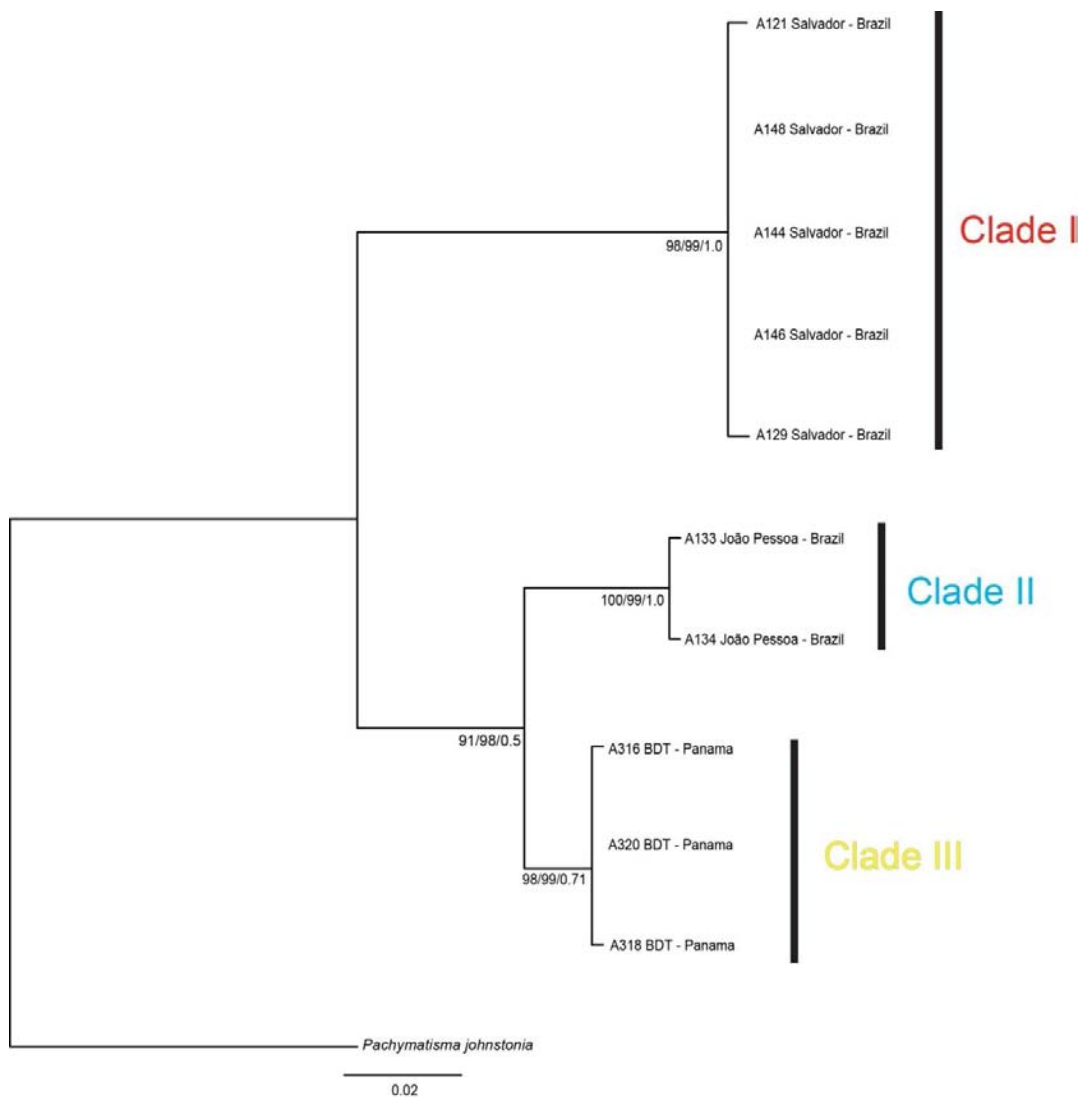 A121 Salvador - Brazil
A148 Salvador - Brazil
A144 Salvador - Brazil
Clade I
98/99/1.0
A146 Salvador - Brazil
A129 Salvador - Brazil
A133 João Pessoa - Brazil
Clade II
100/99/1.0
A134 João Pessoa - Brazil
91/98/0.5
A316 BDT - Panama
A320 BDT - Panama
Clade III
98/99/0.71
A318 BDT - Panama
Pachymatisma johnstonia
0.02